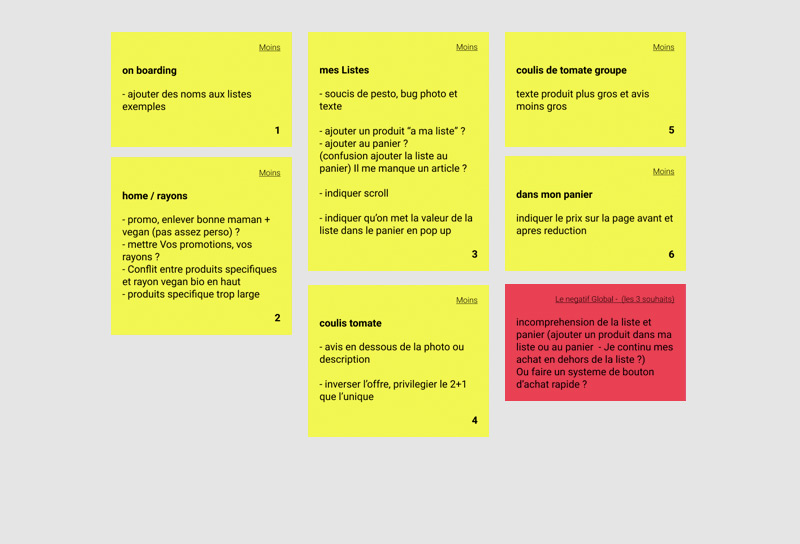 Moins
on boarding
- ajouter des noms aux listes
exemples
1
Moins
home / rayons
- promo, enlever bonne maman +
vegan (pas assez perso) ?
- mettre Vos promotions, vos
rayons ?
- Conflit entre produits specifiques
et rayon vegan bio en haut
- produits specifique trop large
2
Moins
mes Listes
- soucis de pesto, bug photo et
texte
- ajouter un produit “a ma liste” ?
- ajouter au panier ?
(confusion ajouter la liste au
panier) Il me manque un article ?
- indiquer scroll
- indiquer qu’on met la valeur de la
liste dans le panier en pop up
3
Moins
coulis tomate
- avis en dessous de la photo ou
description
- inverser l’offre, privilegier le 2+1
que l’unique
4
Moins
coulis de tomate groupe
texte produit plus gros et avis
moins gros
5
Moins
dans mon panier
indiquer le prix sur la page avant et
apres reduction
6
Le negatif Global - (les 3 souhaits)
incomprehension de la liste et
panier (ajouter un produit dans ma
liste ou au panier - Je continu mes
achat en dehors de la liste ?)
Ou faire un systeme de bouton
d’achat rapide ?